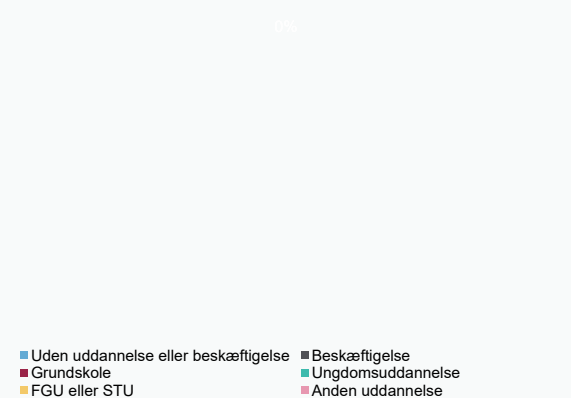 0%
Uden uddannelse eller beskæftigelse
Beskæftigelse
Grundskole
Ungdomsuddannelse
FGU eller STU
Anden uddannelse